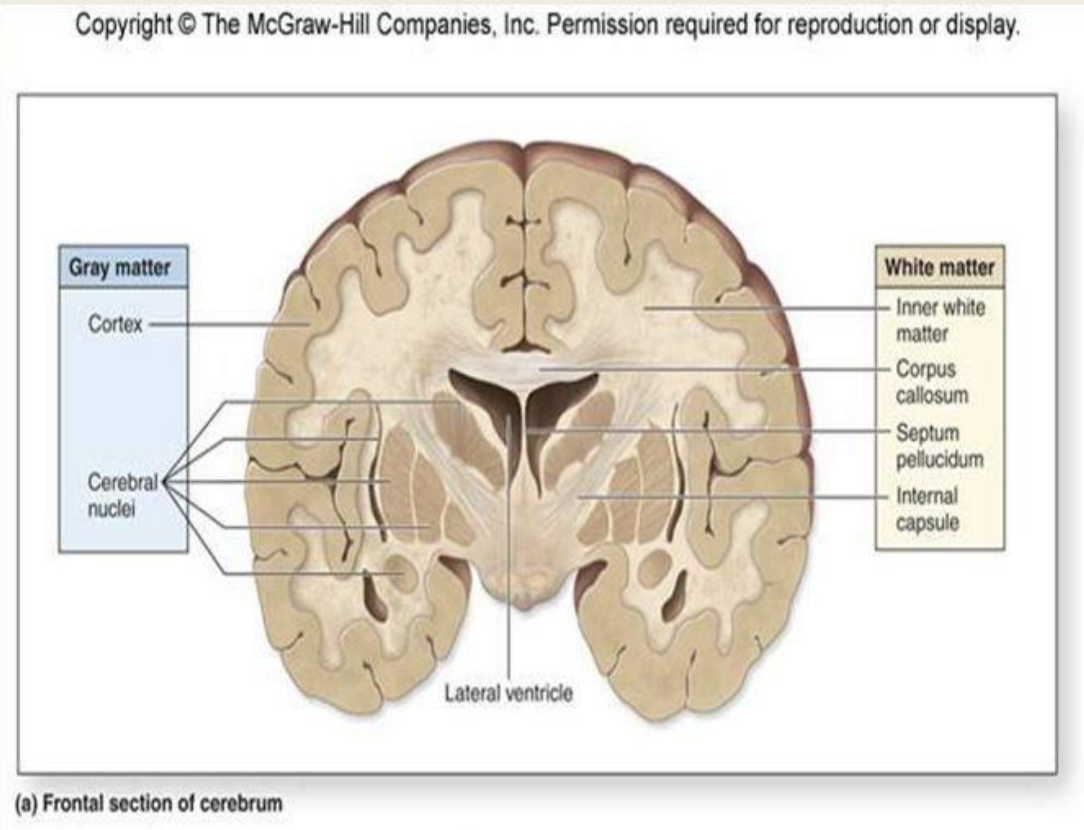 Copyright © The McGraw-Hill Companies, Inc. Permission required for reproduction or display.
Gray matter
Cortex
Cerebral
nuclei
White matter
Inner white
matter
Corpus
callosum
Septum
pellucidum
Internal
capsule
Lateral ventricle
(a) Frontal section of cerebrum